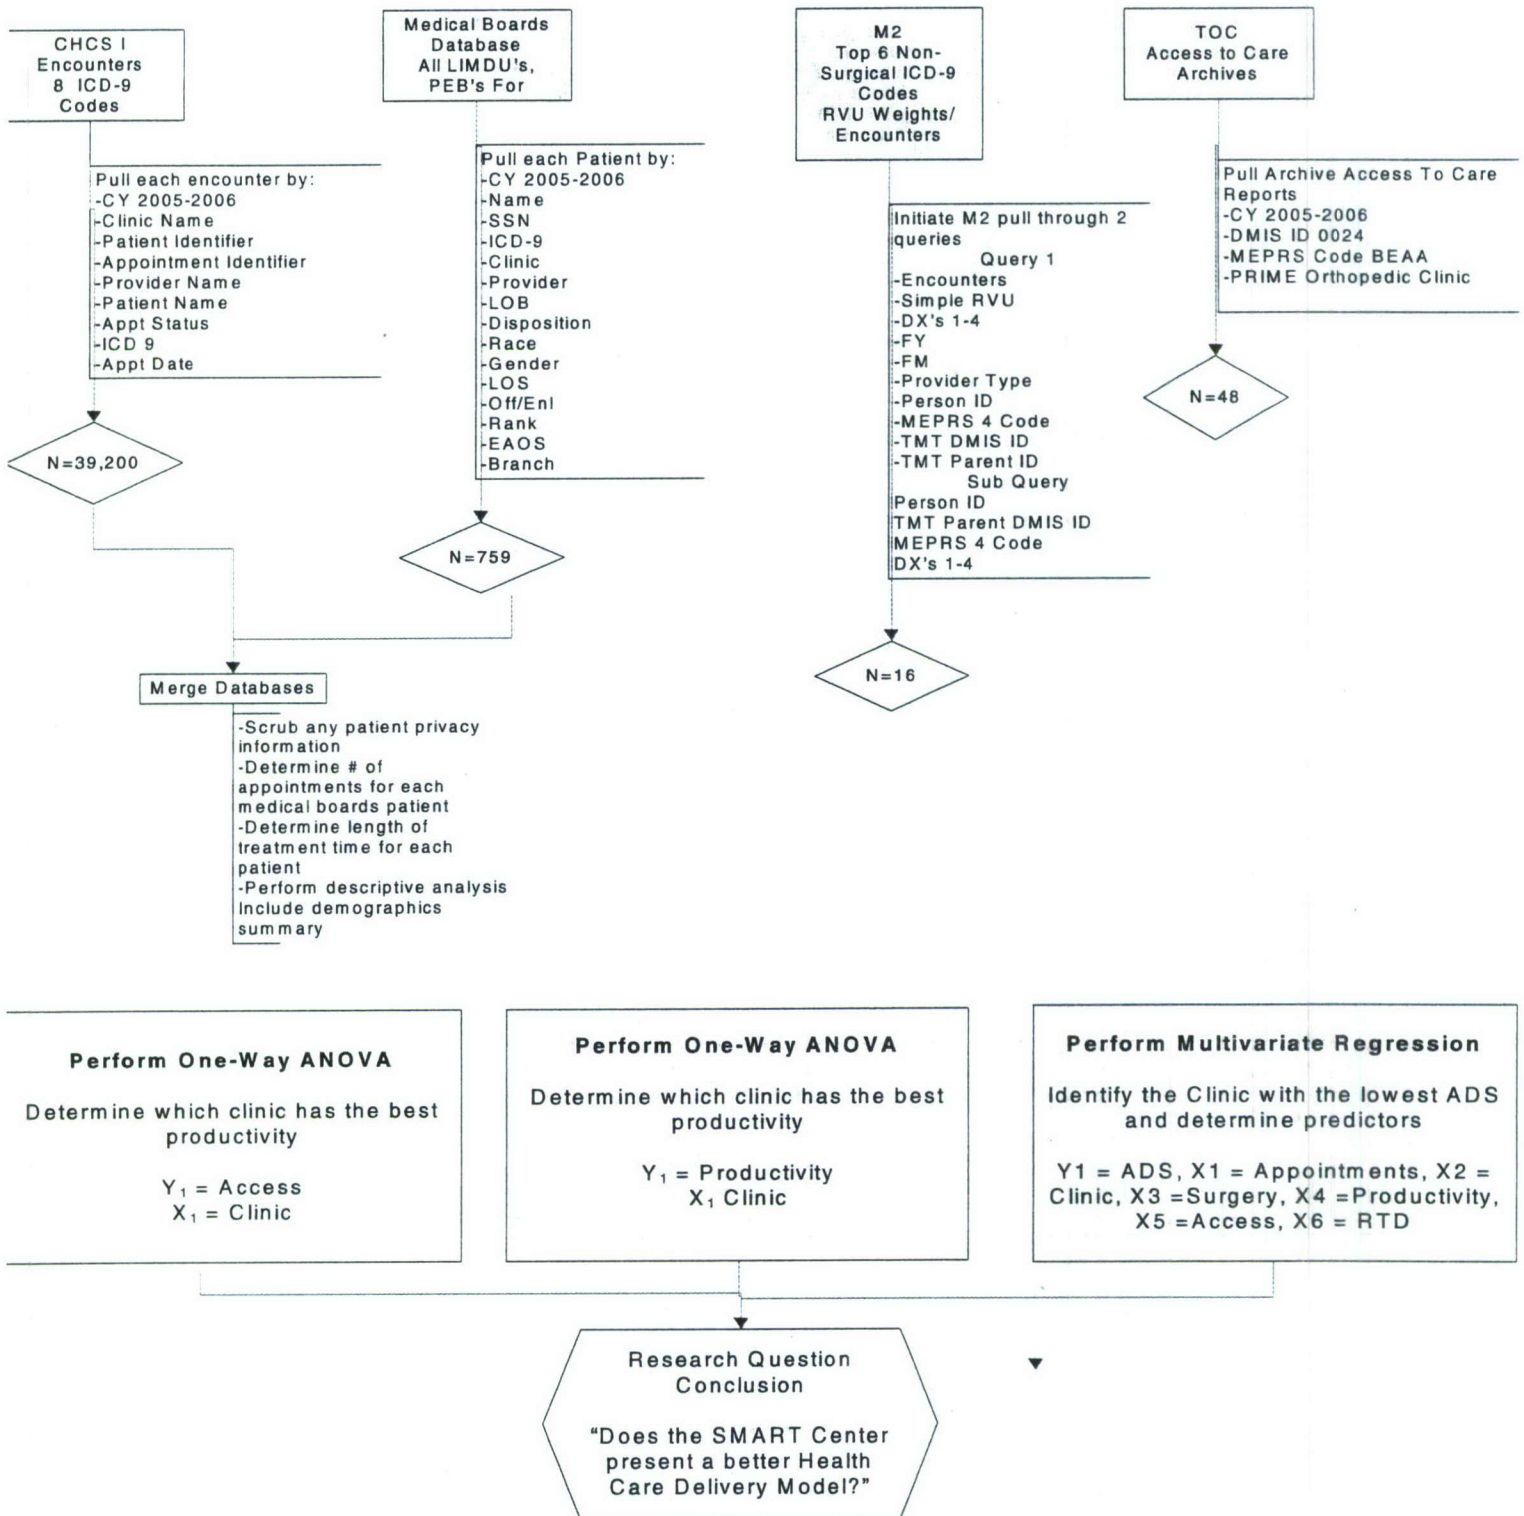 CHCS I
Encounters
8 ICD-9
Codes
Pull each encounter by:
-CY 2005-2006
-Clinic Name
-Patient Identifier
-Appointment Identifier
-Provider Name
-Patient Name
-Appt Status
-ICD 9
-Appt Date
N=39,200
Medical Boards
Database
All LIMDU's,
PEB's For
Pull each Patient by:
-CY 2005-2006
-Name
-SSN
-ICD-9
-Clinic
-Provider
-LOB
-Disposition
-Race
-Gender
-LOS
-Off/Enl
-Rank
-EAOS
-Branch
N=759
M2
Top 6 Non-
Surgical ICD-9
Codes
RVU Weights/
Encounters
Initiate M2 pull through 2
queries
Query 1
-Encounters
-Simple RVU
-DX's 1-4
-FY
-FM
-Provider Type
-Person ID
-MEPRS 4 Code
-TMT DMIS ID
-TMT Parent ID
Sub Query
Person ID
TMT Parent DMIS ID
MEPRS 4 Code
DX's 1-4
N=16
TOC
Access to Care
Archives
Pull Archive Access To Care
Reports
-CY 2005-2006
-DMIS ID 0024
-MEPRS Code BEAA
-PRIME Orthopedic Clinic
N=48
Merge Databases
-Scrub any patient privacy
information
-Determine # of
appointments for each
medical boards patient
-Determine length of
treatment time for each
patient
-Perform descriptive analysis
Include demographics
summary
Perform One-Way ANOVA
Determine which clinic has the best
productivity
Y₁ = Access
X₁ = Clinic
Perform One-Way ANOVA
Determine which clinic has the best
productivity
Y₁ = Productivity
X₁ Clinic
Perform Multivariate Regression
Identify the Clinic with the lowest ADS
and determine predictors
Y1 = ADS, X1 = Appointments, X2 =
Clinic, X3 =Surgery, X4 =Productivity,
X5 =Access, X6 = RTD
Research Question
Conclusion
"Does the SMART Center
present a better Health
Care Delivery Model?"